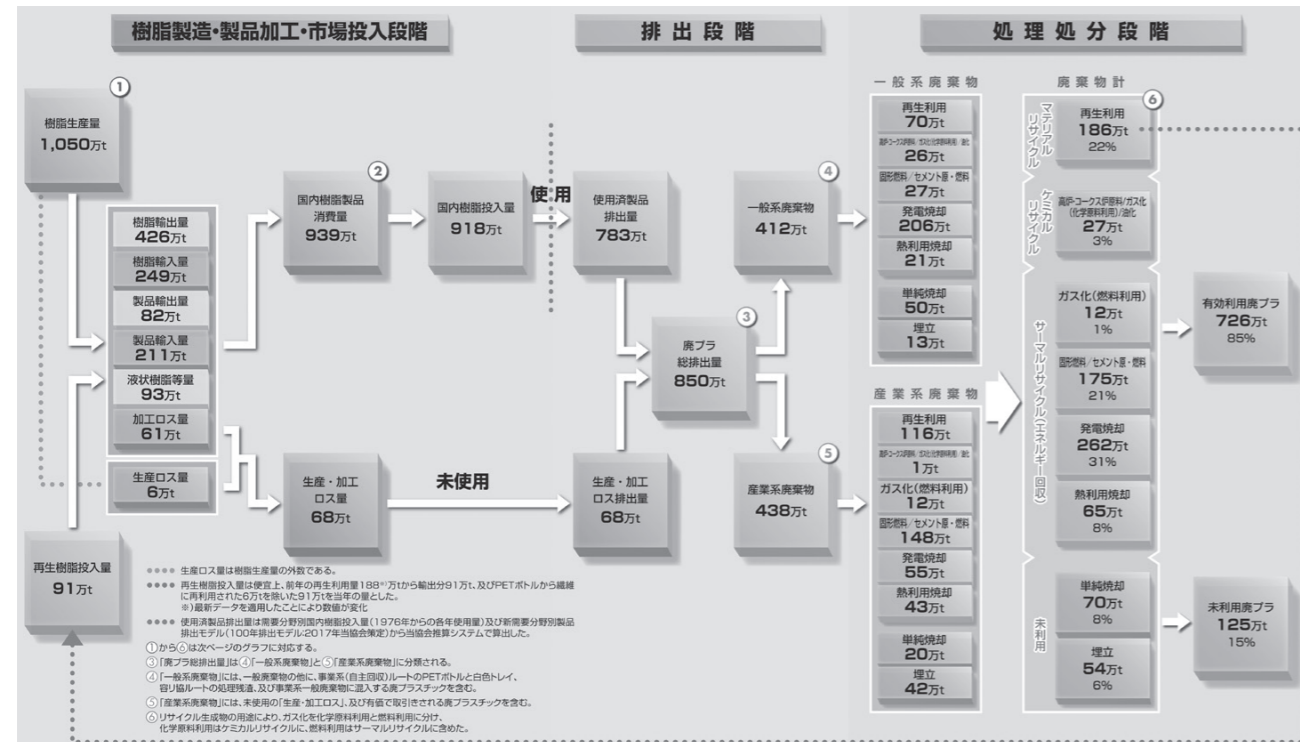 樹脂製造・製品加工・市場投入段階
排出段階
処理処分段階
①
樹脂生産量
1,050万t
樹脂輸出量
426万t
樹脂輸入量
249万t
製品輸出量
82万t
製品輸入量
211万t
液状樹脂等量
93万t
加工ロス量
61万t
生産ロス量
6万t
再生樹脂投入量
91万t
②
国内樹脂製品
消費量
939万t
国内樹脂投入量
918万t
使用
生産・加工
ロス量
68万t
未使用
使用済製品
排出量
783万t
③
廃プラ
総排出量
850万t
生産・加工
ロス排出量
68万t
④
一般系廃棄物
412万t
⑤
産業系廃棄物
438万t
一般系廃棄物
再生利用
70万t
高炉・コークス炉原料/ガス化(化学原料利用)/油化
26万t
固形燃料/セメント原・燃料
27万t
発電焼却
206万t
熱利用焼却
21万t
単純焼却
50万t
埋立
13万t
産業系廃棄物
再生利用
116万t
高炉・コークス炉原料/ガス化(化学原料利用)/油化
1万t
ガス化(燃料利用)
12万t
固形燃料/セメント原・燃料
148万t
発電焼却
55万t
熱利用焼却
43万t
単純焼却
20万t
埋立
42万t
廃棄物計
⑥
マテリアル
リサイクル
再生利用
186万t
22%
ケミカル
リサイクル
高炉・コークス炉原料/ガス化
(化学原料利用)/油化
27万t
3%
サーマルリサイクル(エネルギー回収)
ガス化(燃料利用)
12万t
1%
固形燃料/セメント原・燃料
175万t
21%
発電焼却
262万t
31%
熱利用焼却
65万t
8%
未利用
単純焼却
70万t
8%
埋立
54万t
6%
有効利用廃プラ
726万t
85%
未利用廃プラ
125万t
15%
生産ロス量は樹脂生産量の外数である。
再生樹脂投入量は便宜上、前年の再生利用量188※)万tから輸出分91万t、及びPETボトルから繊維
に再利用された6万tを除いた91万tを当年の量とした。
※)最新データを適用したことにより数値が変化
使用済製品排出量は需要分野別国内樹脂投入量(1976年からの各年使用量)及び新需要分野別製品
排出モデル(100年排出モデル:2017年当協会策定)から当協会推算システムで算出した。
①から⑥は次ページのグラフに対応する。
③「廃プラ総排出量」は④「一般系廃棄物」と⑤「産業系廃棄物」に分類される。
④「一般系廃棄物」には、一般廃棄物の他に、事業系(自主回収)ルートのPETボトルと白色トレイ、
容リ協ルートの処理残渣、及び事業系一般廃棄物に混入する廃プラスチックを含む。
⑤「産業系廃棄物」には、未使用の「生産・加工ロス」、及び有価で取引きされる廃プラスチックを含む。
⑥リサイクル生成物の用途により、ガス化を化学原料利用と燃料利用に分け、
化学原料利用はケミカルリサイクルに、燃料利用はサーマルリサイクルに含めた。